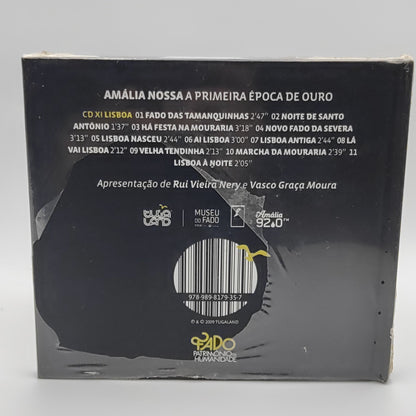 AMÁLIA NOSSA A PRIMEIRA ÉPOCA DE OURO
CD XI LISBOA 01 FADO DAS TAMANQUINHAS 2'47" 02 NOITE DE SANTO
ANTÓNIO 1'37" 03 HÁ FESTA NA MOURARIA 3'18" 04 NOVO FADO DA SEVERA
3'13" 05 LISBOA NASCEU 2'44" 06 AI LISBOA 3'00" 07 LISBOA ANTIGA 2'44" 08 LÁ
VAI LISBOA 2'12" 09 VELHA TENDINHA 2'13" 10 MARCHA DA MOURARIA 2'39" 11
LISBOA À NOITE 2'05"
Apresentação de Rui Vieira Nery e Vasco Graça Moura
TUGA
LAND
MUSEU
DO FADO
Amália
92.0™
978-989-8179-35-7
℗ & © 2009 TUGALAND
FADO
PATRIMÓNIO DA
HUMANIDADE